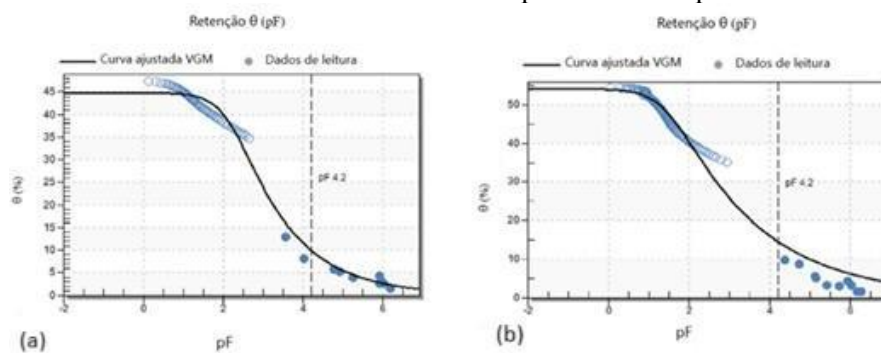 Retenção θ (pF)
Curva ajustada VGM
Dados de leitura
45
40
35
30
25
20
15
10
5
0
θ (%)
pF 4.2
-2
0
2
4
6
(a)
pF
Retenção θ (pF)
Curva ajustada VGM
Dados de leitura
50
40
30
20
10
0
θ (%)
pF 4.2
-2
0
2
4
6
(b)
pF